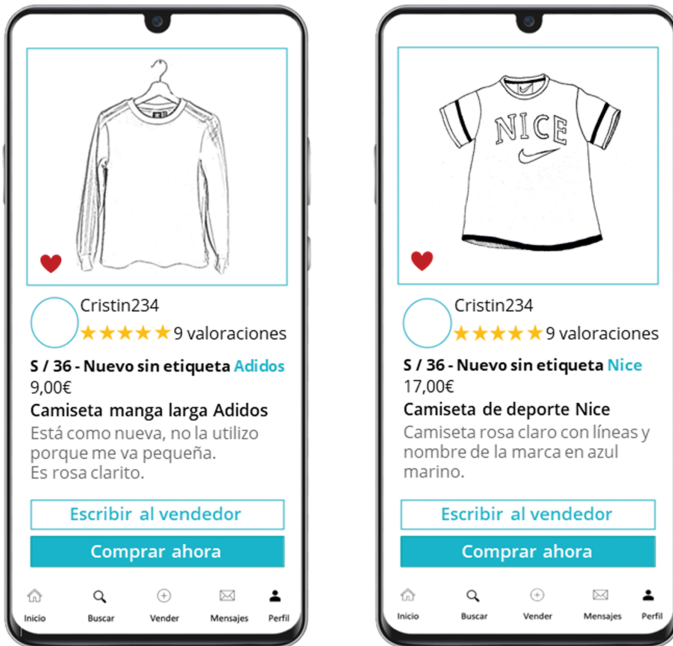 Cristin234
9 valoraciones
S / 36 - Nuevo sin etiqueta Adidos
9,00€
Camiseta manga larga Adidos
Está como nueva, no la utilizo
porque me va pequeña.
Es rosa clarito.
Escribir al vendedor
Comprar ahora
Inicio
Buscar
Vender
Mensajes
Perfil
NICE
Cristin234
9 valoraciones
S / 36 - Nuevo sin etiqueta Nice
17,00€
Camiseta de deporte Nice
Camiseta rosa claro con líneas y
nombre de la marca en azul
marino.
Escribir al vendedor
Comprar ahora
Inicio
Buscar
Vender
Mensajes
Perfil